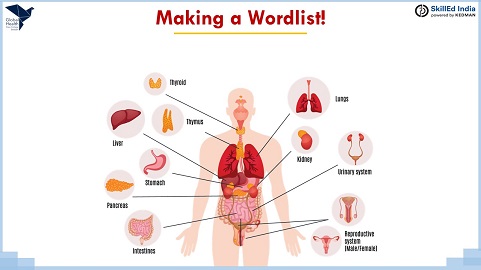 Making a Wordlist!
Global
Health
SkillEd India
powered by KEDMAN
Thyroid
Lungs
Thymus
Liver
Kidney
Urinary system
Stomach
Pancreas
Reproductive
system
(Male/Female)
Intestines